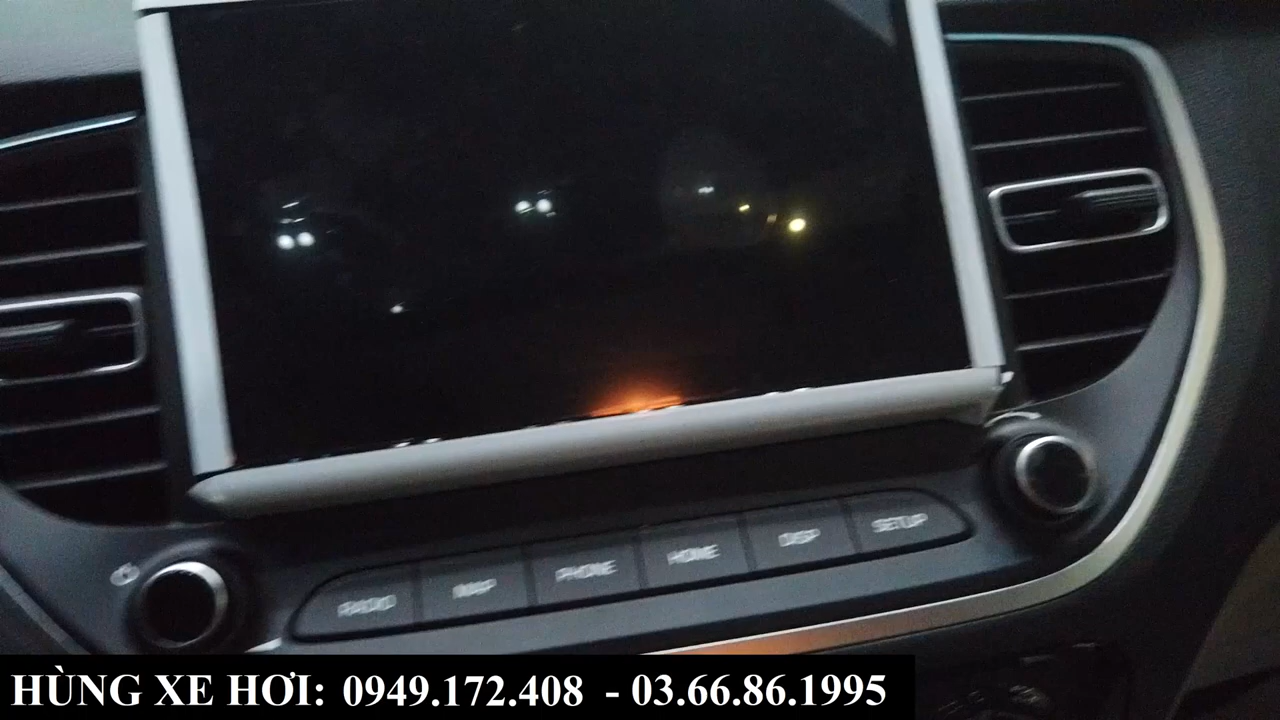 RADIO MAP PHONE HOME DISP SETUP
HÙNG XE HƠI: 0949.172.408 - 03.66.86.1995